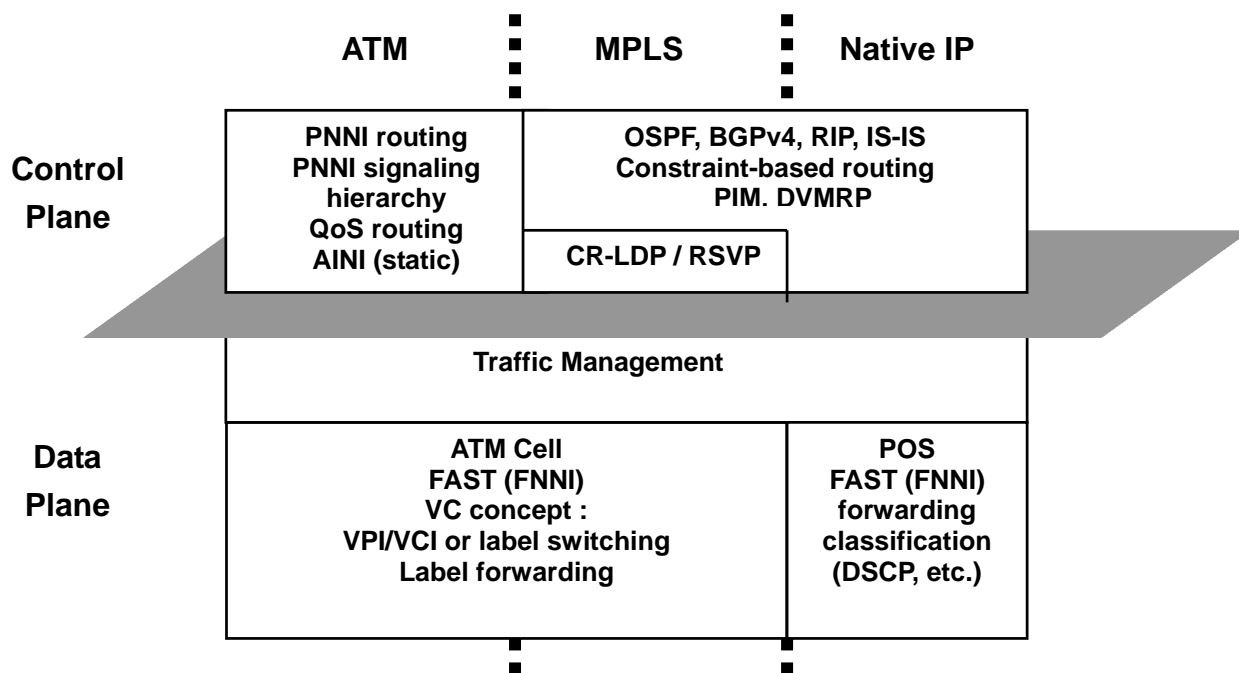 ATM
MPLS
Native IP
Control
Plane
PNNI routing
PNNI signaling
hierarchy
QoS routing
AINI (static)
OSPF, BGPv4, RIP, IS-IS
Constraint-based routing
PIM. DVMRP
CR-LDP / RSVP
Traffic Management
Data
Plane
ATM Cell
FAST (FNNI)
VC concept :
VPI/VCI or label switching
Label forwarding
POS
FAST (FNNI)
forwarding
classification
(DSCP, etc.)